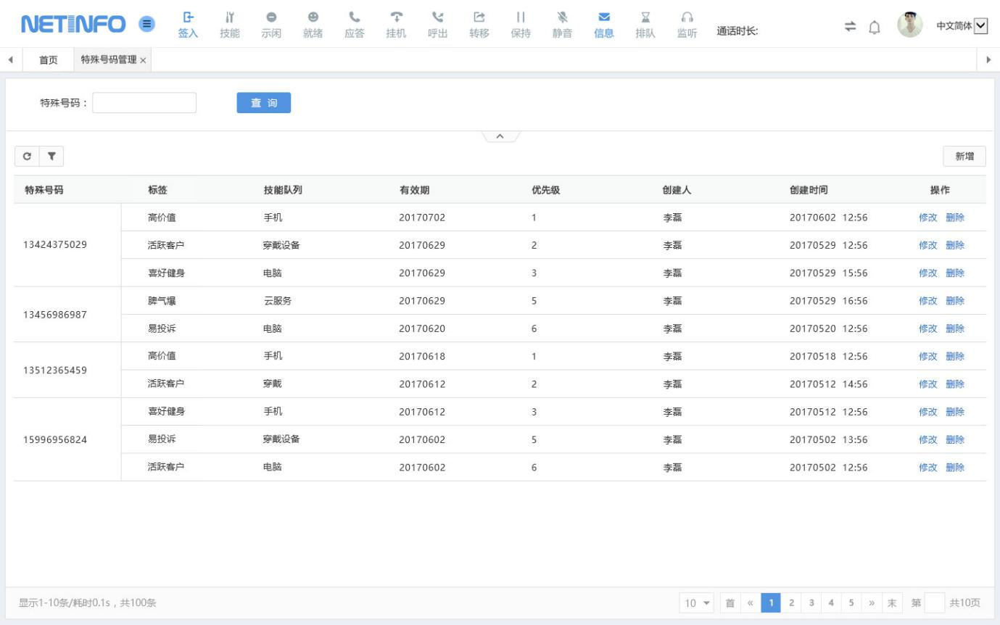 NETINFO 签入 技能 示闲 就绪 应答 挂机 呼出 转移 保持 静音 信息 排队 监听 通话时长: 中文简体
首页 特殊号码管理 ×
特殊号码： 查 询
新增
特殊号码 标签 技能队列 有效期 优先级 创建人 创建时间 操作
高价值 手机 20170702 1 李磊 20170602 12:56 修改 删除
13424375029 活跃客户 穿戴设备 20170629 2 李磊 20170529 12:56 修改 删除
喜好健身 电脑 20170629 3 李磊 20170529 15:56 修改 删除
脾气爆 云服务 20170629 5 李磊 20170529 16:56 修改 删除
13456986987
易投诉 电脑 20170620 6 李磊 20170520 12:56 修改 删除
高价值 手机 20170618 1 李磊 20170518 12:56 修改 删除
13512365459
活跃客户 穿戴 20170612 2 李磊 20170512 14:56 修改 删除
喜好健身 手机 20170612 3 李磊 20170512 12:56 修改 删除
15996956824 易投诉 穿戴设备 20170602 5 李磊 20170502 13:56 修改 删除
活跃客户 电脑 20170602 6 李磊 20170502 12:56 修改 删除
显示1-10条/耗时0.1s，共100条 10 首 « 1 2 3 4 5 » 末 第 共10页